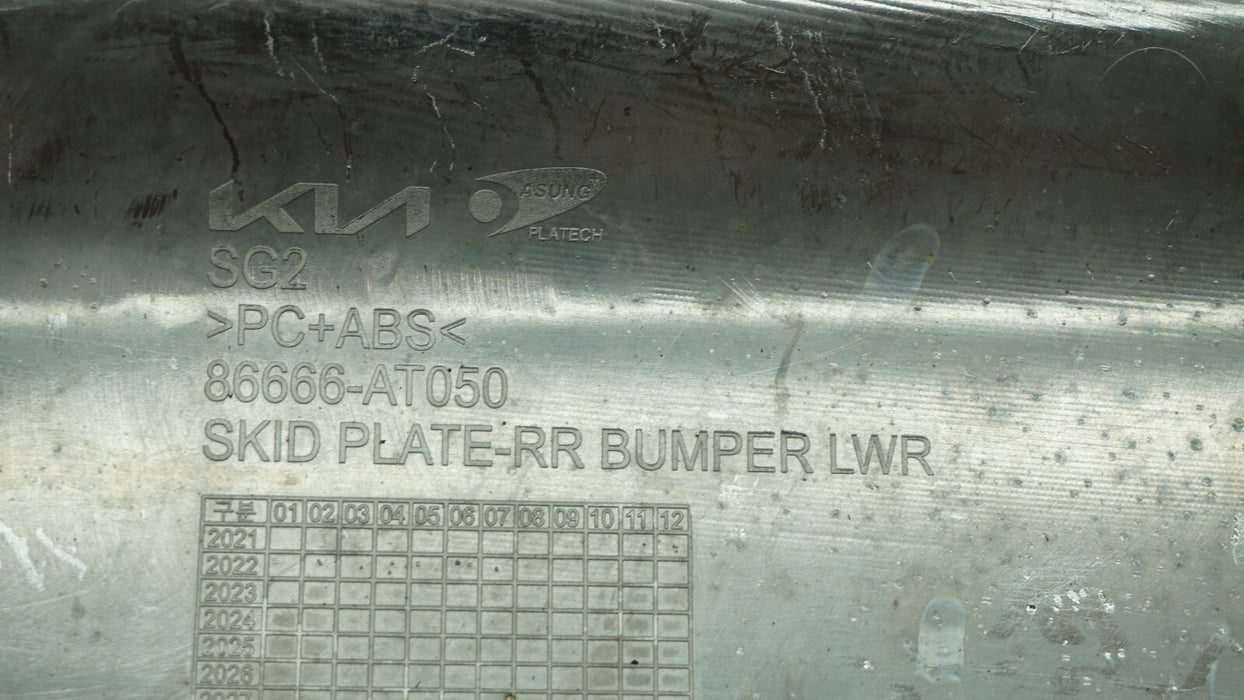 KIA ASUNG PLATECH
SG2
>PC+ABS<
86666-AT050
SKID PLATE-RR BUMPER LWR
구분 01 02 03 04 05 06 07 08 09 10 11 12
2021
2022
2023
2024
2025
2026
2027